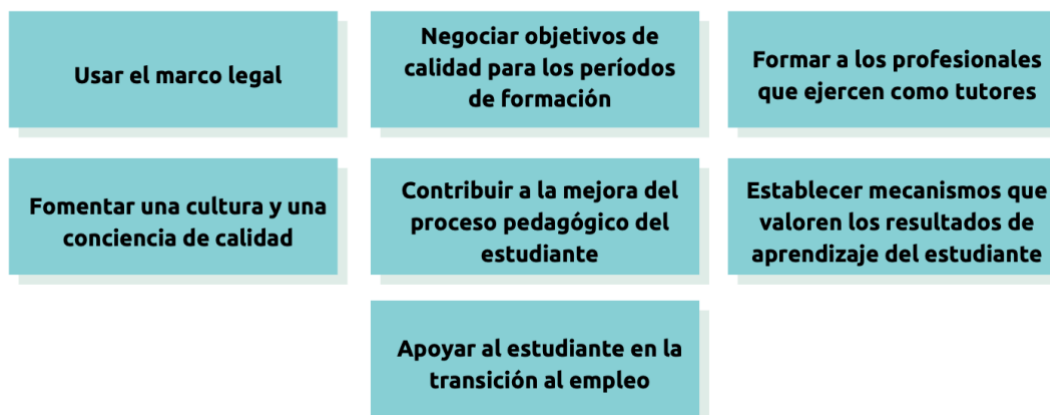 Usar el marco legal
Negociar objetivos de
calidad para los períodos
de formación
Formar a los profesionales
que ejercen como tutores
Fomentar una cultura y una
conciencia de calidad
Contribuir a la mejora del
proceso pedagógico del
estudiante
Establecer mecanismos que
valoren los resultados de
aprendizaje del estudiante
Apoyar al estudiante en la
transición al empleo